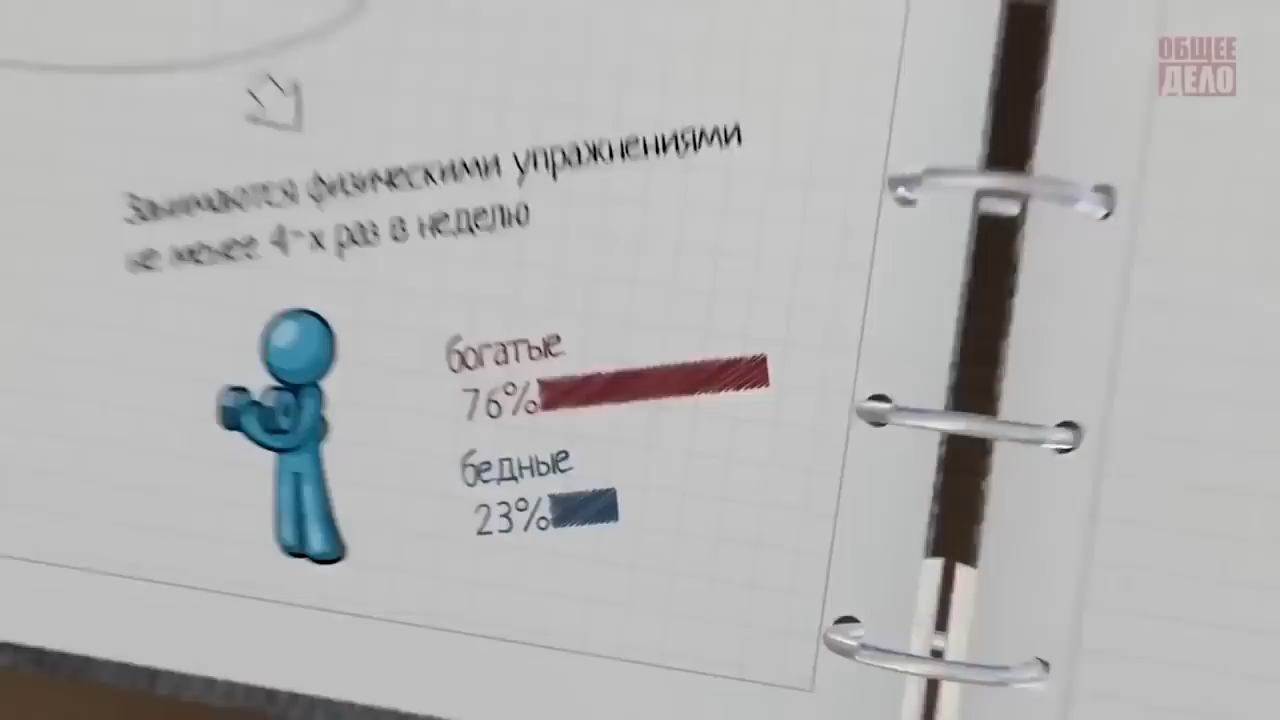 ОБЩЕЕ
ДЕЛО
Занимаются физическими упражнениями
не менее 4-х раз в неделю
богатые
76%
бедные
23%